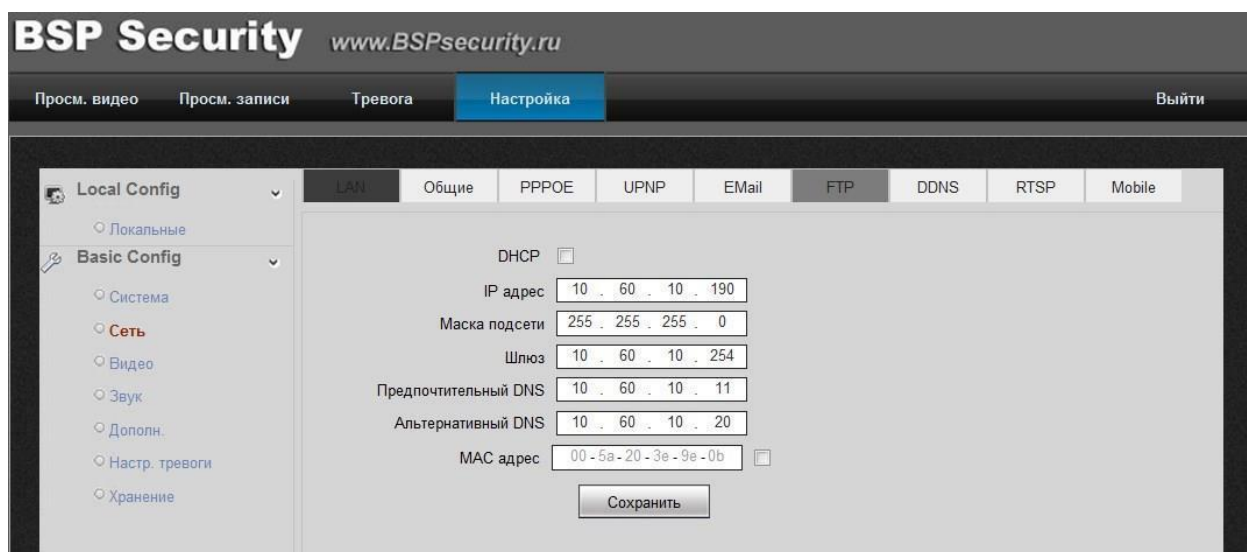 BSP Security www.BSPsecurity.ru
Просм. видео Просм. записи Тревога Настройка Выйти
Local Config
Локальные
Basic Config
Система
Сеть
Видео
Звук
Дополн.
Настр. тревоги
Хранение
LAN Общие PPPOE UPNP EMail FTP DDNS RTSP Mobile
DHCP
IP адрес 10 . 60 . 10 . 190
Маска подсети 255 . 255 . 255 . 0
Шлюз 10 . 60 . 10 . 254
Предпочтительный DNS 10 . 60 . 10 . 11
Альтернативный DNS 10 . 60 . 10 . 20
MAC адрес 00 - 5a - 20 - 3e - 9e - 0b
Сохранить